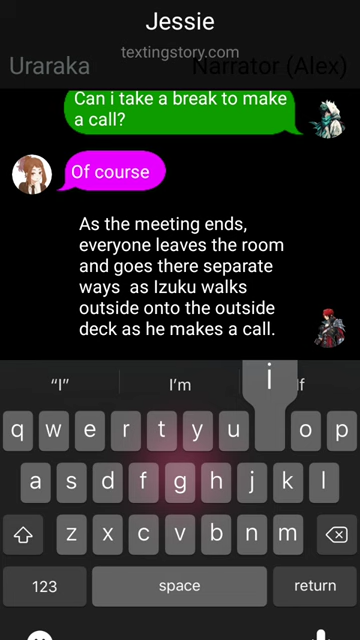 Jessie
textingstory.com
Uraraka
Narrator (Alex)
Can i take a break to make
a call?
Of course
As the meeting ends,
everyone leaves the room
and goes there separate
ways as Izuku walks
outside onto the outside
deck as he makes a call.
“I” I'm If
i
q w e r t y u o p
a s d f g h j k l
z x c v b n m
123 space return